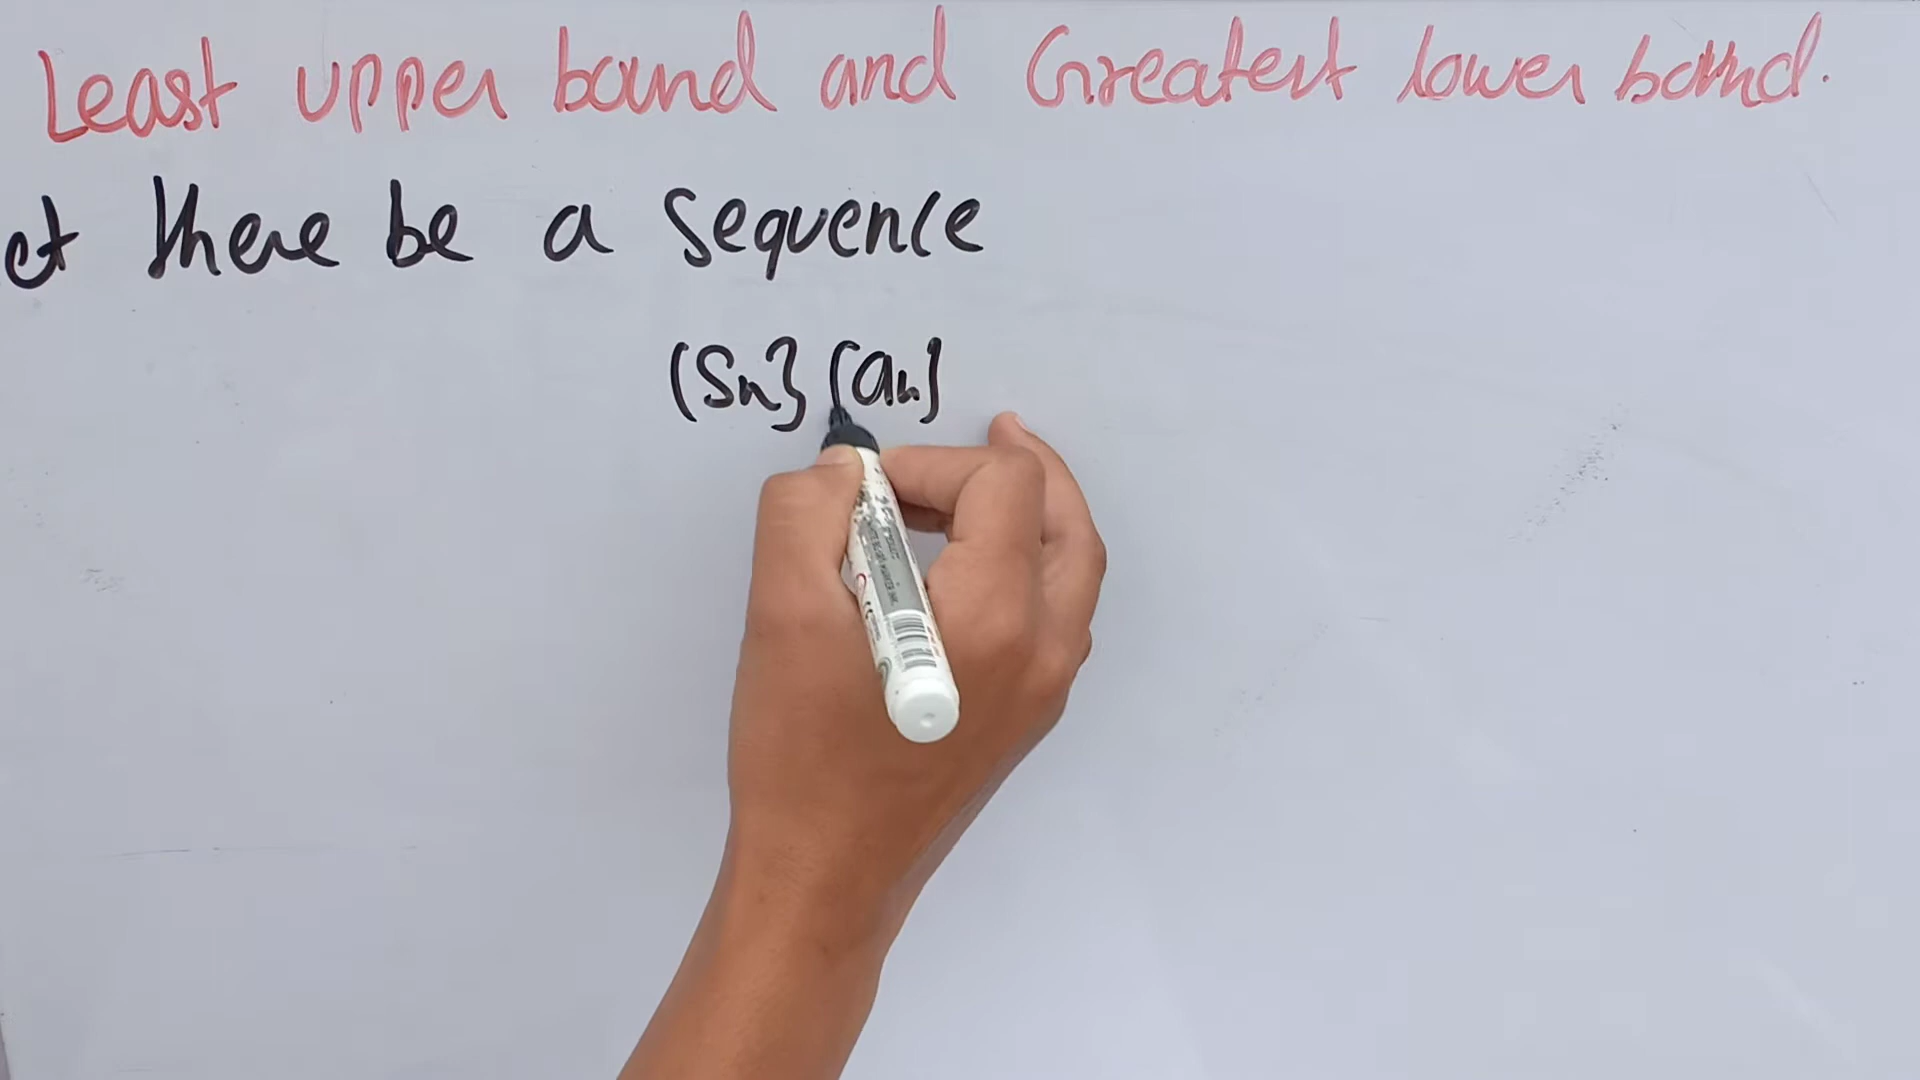 Least upper bound and Greatest lower bound.
et there be a sequence
(Sn} {an}